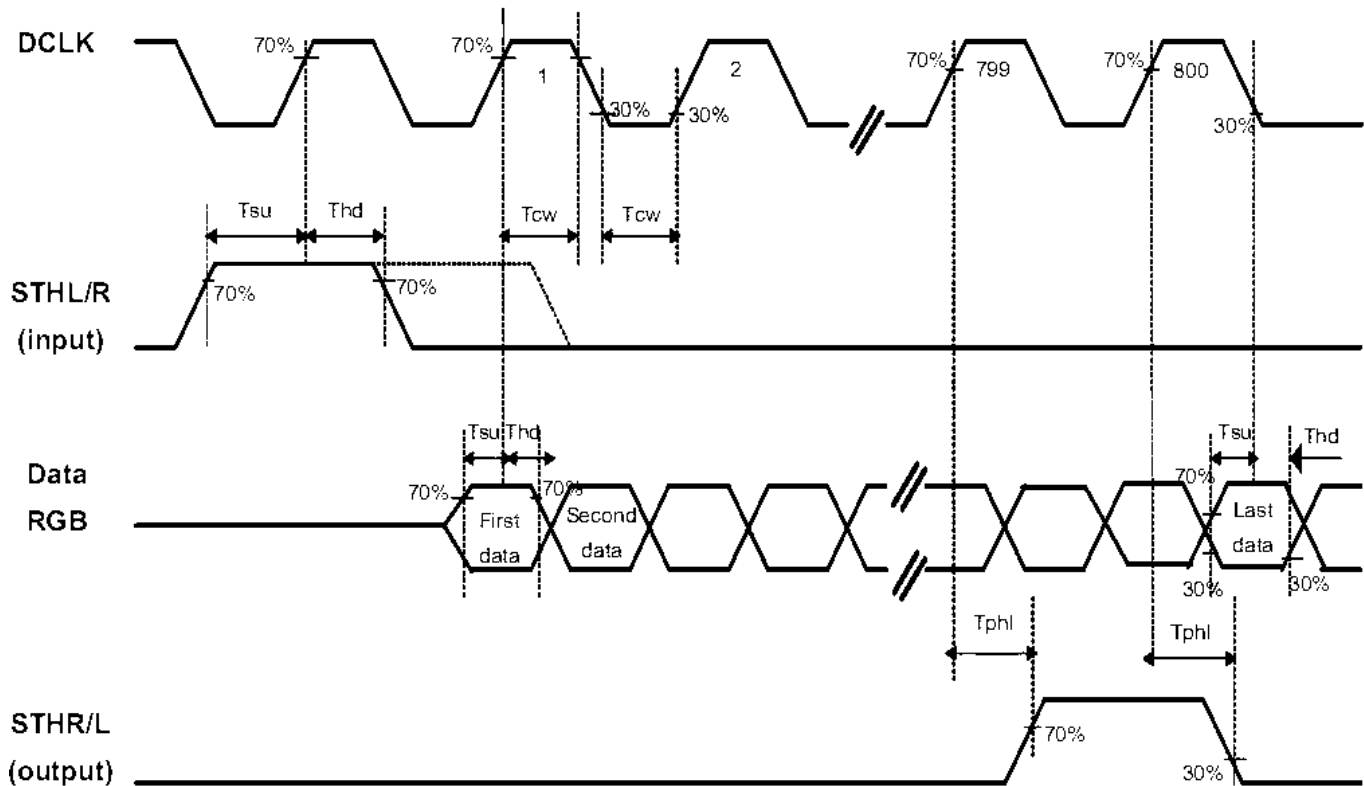 DCLK
70%
70%
1
30%
30%
2
70%
799
70%
800
30%
Tsu
Thd
Tcw
Tcw
STHL/R
(input)
70%
70%
Data
RGB
Tsu
Thd
70%
70%
First
data
Second
data
Tsu
Thd
70%
Last
data
30%
30%
Tphl
Tphl
STHR/L
(output)
70%
30%